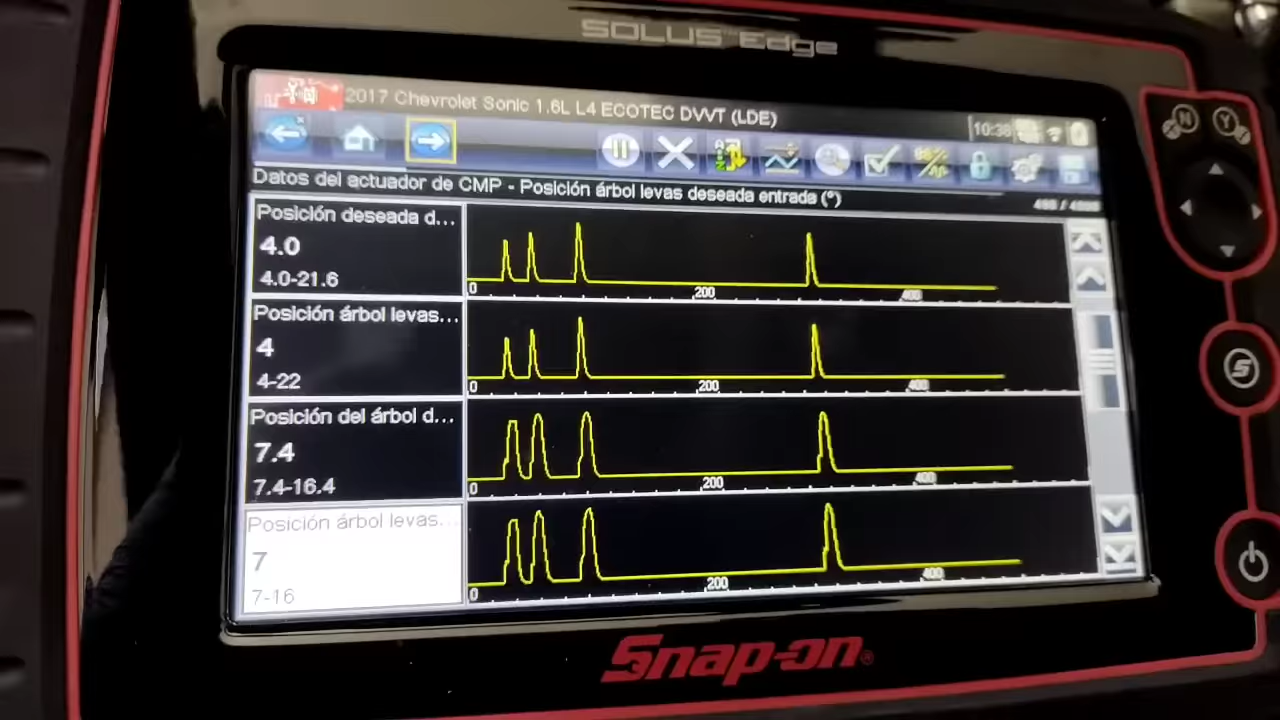 SOLUS Edge
2017 Chevrolet Sonic 1.6L L4 ECOTEC DVVT (LDE)
10:38
Datos del actuador de CMP - Posición árbol levas deseada entrada (°)
Posición deseada d...
4.0
4.0-21.6
0 200 400
Posición árbol levas...
4
4-22
0 200 400
Posición del árbol d...
7.4
7.4-16.4
0 200 400
Posición árbol levas...
7
7-16
0 200 400
N
Y
S
Snap-on